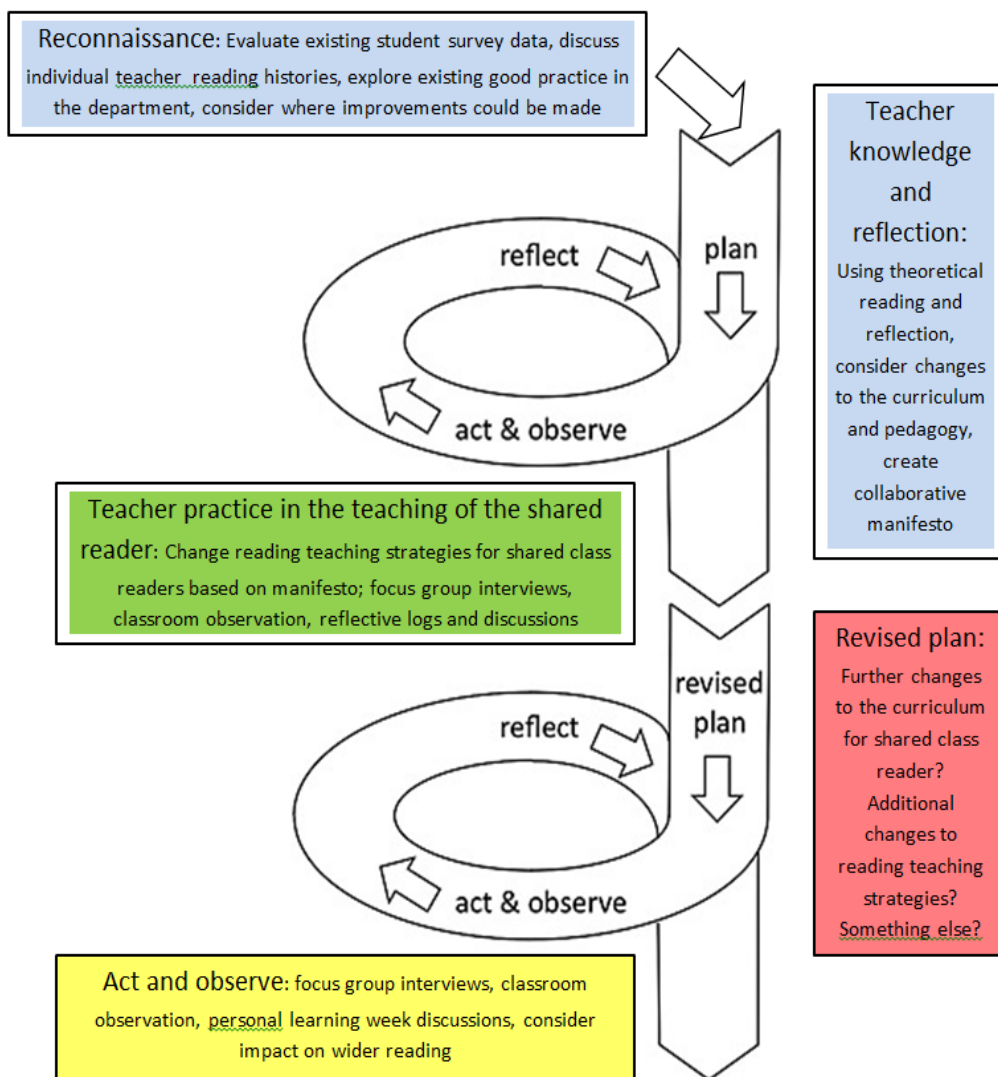 Reconnaissance: Evaluate existing student survey data, discuss
individual teacher reading histories, explore existing good practice in
the department, consider where improvements could be made
Teacher
knowledge
and
reflection:
Using theoretical
reading and
reflection,
consider changes
to the curriculum
and pedagogy,
create
collaborative
manifesto
plan
reflect
act & observe
Teacher practice in the teaching of the shared
reader: Change reading teaching strategies for shared class
readers based on manifesto; focus group interviews,
classroom observation, reflective logs and discussions
revised
plan
reflect
act & observe
Revised plan:
Further changes
to the curriculum
for shared class
reader?
Additional
changes to
reading teaching
strategies?
Something else?
Act and observe: focus group interviews, classroom
observation, personal learning week discussions, consider
impact on wider reading